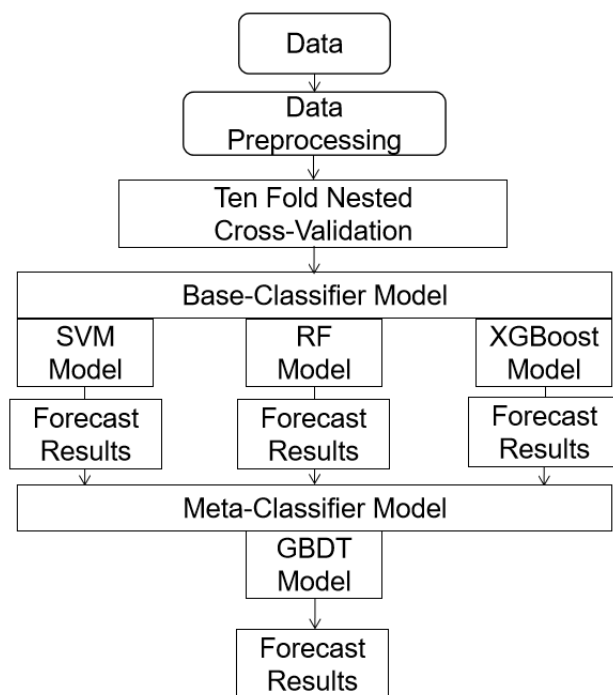 Data
Data
Preprocessing
Ten Fold Nested
Cross-Validation
Base-Classifier Model
SVM
Model
RF
Model
XGBoost
Model
Forecast
Results
Forecast
Results
Forecast
Results
Meta-Classifier Model
GBDT
Model
Forecast
Results